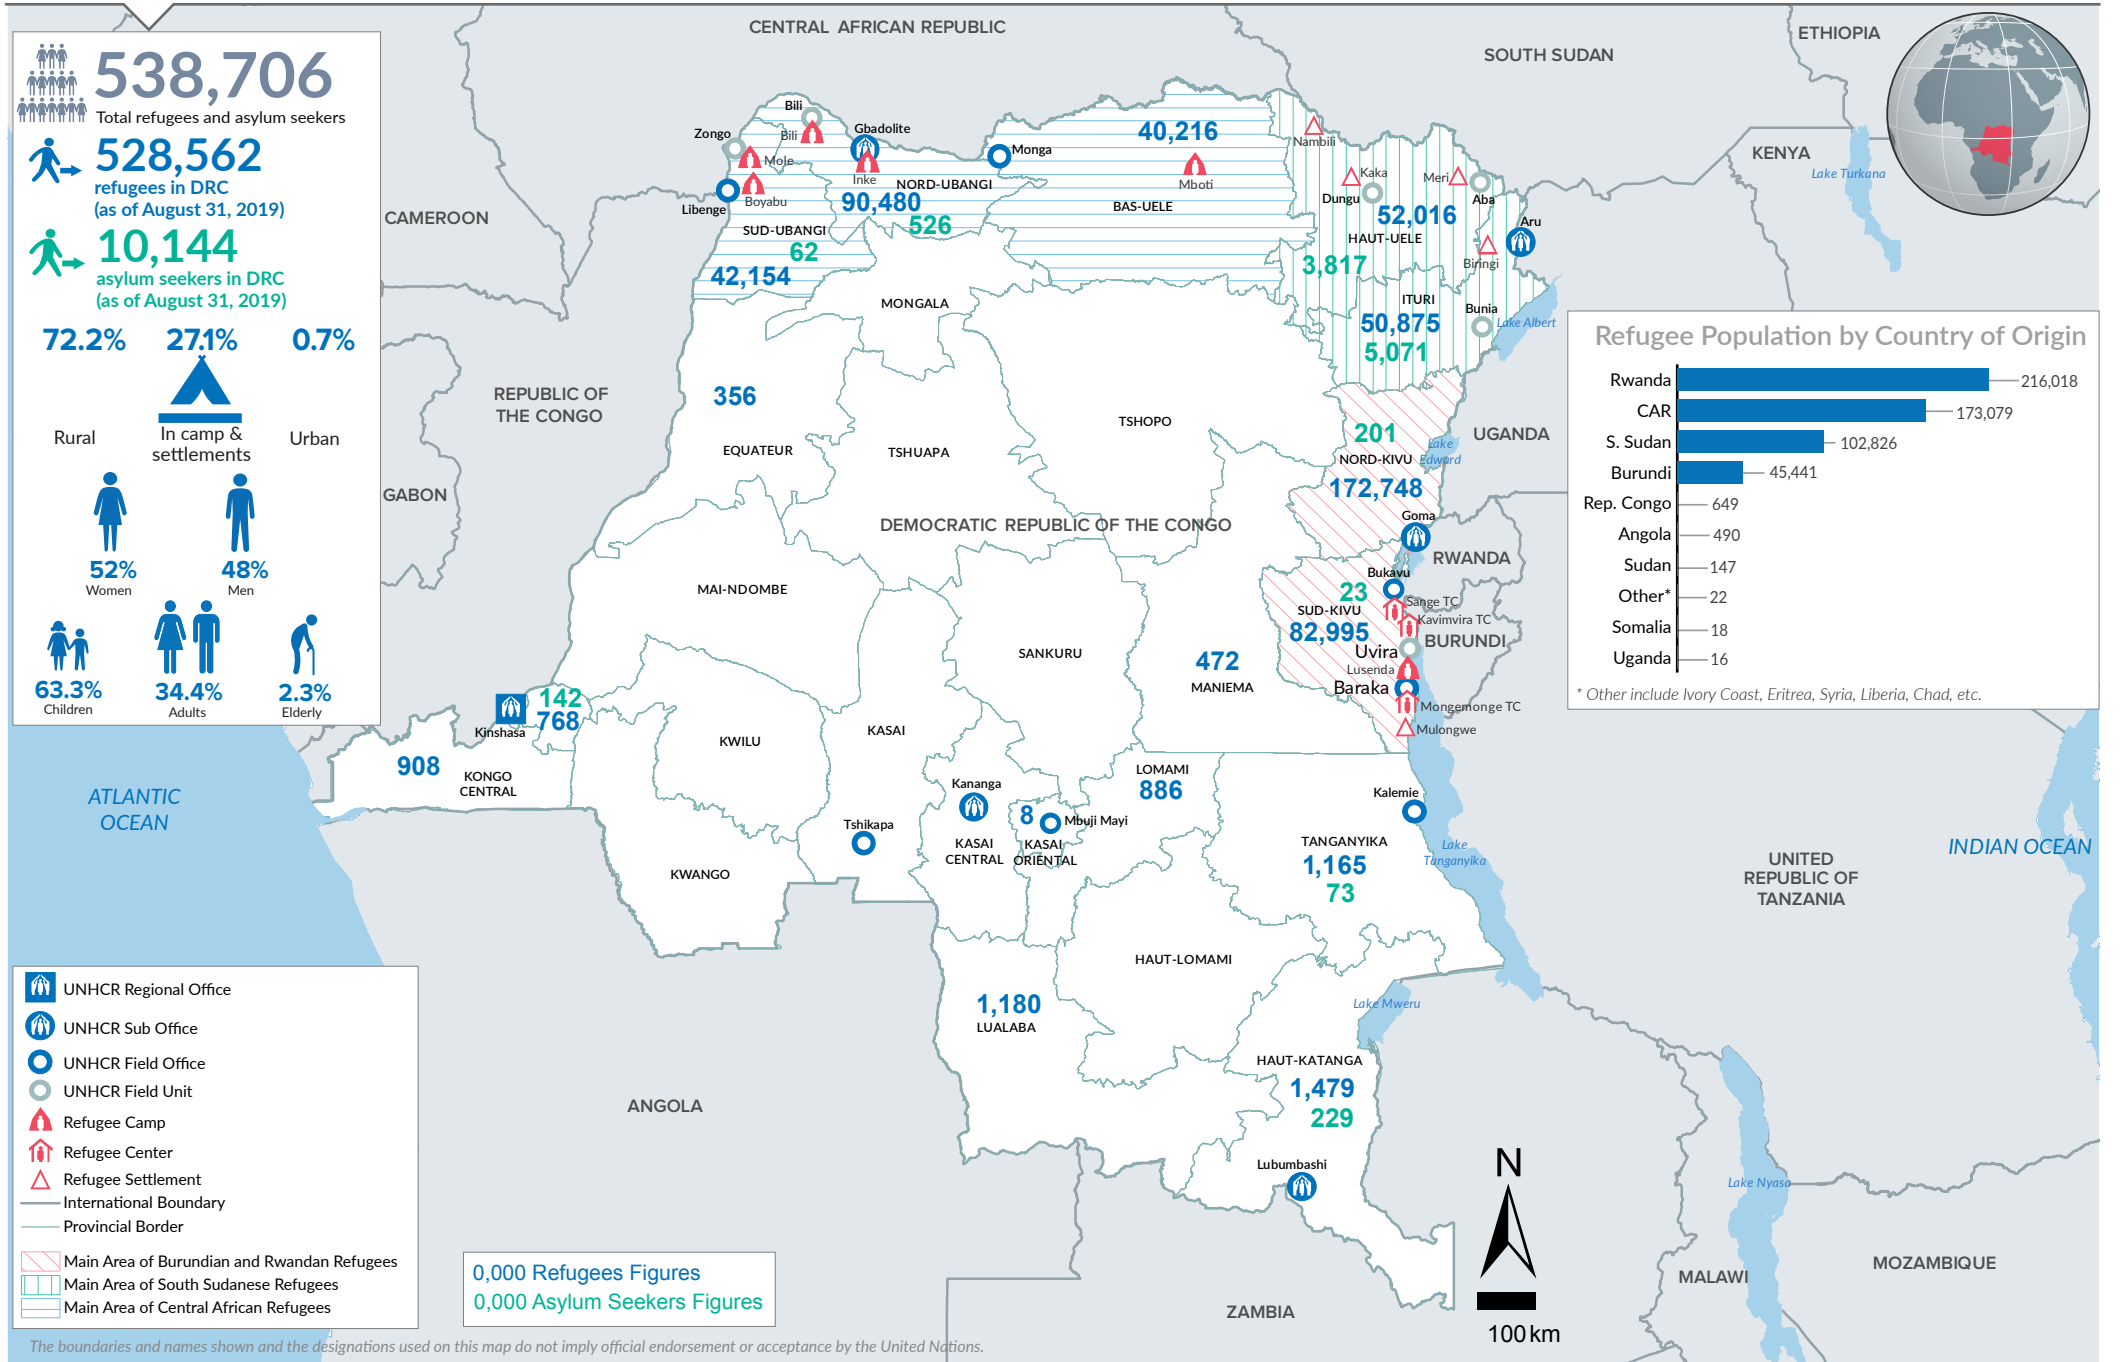 CENTRAL AFRICAN REPUBLIC
SOUTH SUDAN
ETHIOPIA
KENYA
Lake Turkana
CAMEROON
REPUBLIC OF
THE CONGO
GABON
UGANDA
RWANDA
BURUNDI
UNITED
REPUBLIC OF
TANZANIA
ANGOLA
ZAMBIA
MALAWI
MOZAMBIQUE
ATLANTIC
OCEAN
INDIAN OCEAN
DEMOCRATIC REPUBLIC OF THE CONGO
538,706
Total refugees and asylum seekers
528,562
refugees in DRC
(as of August 31, 2019)
10,144
asylum seekers in DRC
(as of August 31, 2019)
72.2%
27.1%
0.7%
Rural
In camp &
settlements
Urban
52%
Women
48%
Men
63.3%
Children
34.4%
Adults
2.3%
Elderly
Bili
Bili
Zongo
Mole
Gbadolite
Inke
Libenge
Boyabu
Monga
NORD-UBANGI
90,480
526
SUD-UBANGI
62
42,154
40,216
Mboti
BAS-UELE
Nambili
Kaka
Dungu
Meri
Aba
Aru
52,016
HAUT-UELE
3,817
Biringi
ITURI
Bunia
50,875
5,071
Lake Albert
MONGALA
356
EQUATEUR
TSHUAPA
TSHOPO
201
NORD-KIVU
Lake
Edward
172,748
Goma
Bukavu
23
Sange TC
SUD-KIVU
Kavimvira TC
82,995
Uvira
Lusenda
Baraka
Mongemonge TC
Mulongwe
MAI-NDOMBE
SANKURU
472
MANIEMA
142
768
Kinshasa
908
KONGO
CENTRAL
KWILU
KASAI
KWANGO
Tshikapa
Kananga
KASAI
CENTRAL
8
Mbuji Mayi
KASAI
ORIENTAL
LOMAMI
886
Kalemie
TANGANYIKA
1,165
73
Lake
Tanganyika
HAUT-LOMAMI
1,180
LUALABA
Lake Mweru
HAUT-KATANGA
1,479
229
Lubumbashi
Lake Nyasa
Refugee Population by Country of Origin
Rwanda 216,018
CAR 173,079
S. Sudan 102,826
Burundi 45,441
Rep. Congo 649
Angola 490
Sudan 147
Other* 22
Somalia 18
Uganda 16
* Other include Ivory Coast, Eritrea, Syria, Liberia, Chad, etc.
UNHCR Regional Office
UNHCR Sub Office
UNHCR Field Office
UNHCR Field Unit
Refugee Camp
Refugee Center
Refugee Settlement
International Boundary
Provincial Border
Main Area of Burundian and Rwandan Refugees
Main Area of South Sudanese Refugees
Main Area of Central African Refugees
0,000 Refugees Figures
0,000 Asylum Seekers Figures
N
100 km
The boundaries and names shown and the designations used on this map do not imply official endorsement or acceptance by the United Nations.